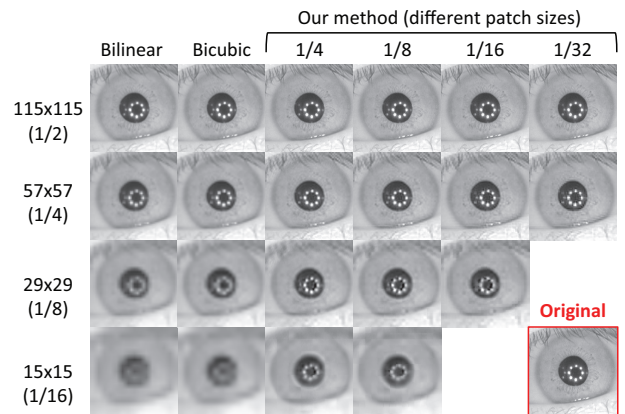 Our method (different patch sizes)
Bilinear Bicubic 1/4 1/8 1/16 1/32
115x115
(1/2)
57x57
(1/4)
29x29
(1/8)
Original
15x15
(1/16)